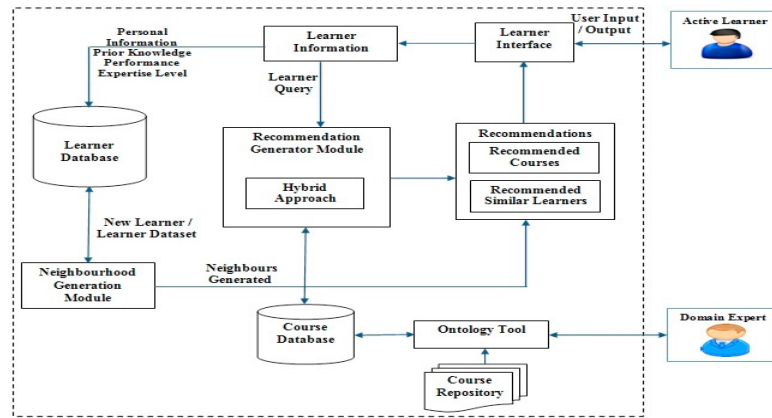 Personal
Information
Prior Knowledge
Performance
Expertise Level
Learner
Information
Learner
Interface
User Input
/ Output
Active Learner
Learner
Query
Learner
Database
Recommendation
Generator Module
Hybrid
Approach
Recommendations
Recommended
Courses
Recommended
Similar Learners
New Learner /
Learner Dataset
Neighbourhood
Generation
Module
Neighbours
Generated
Course
Database
Ontology Tool
Domain Expert
Course
Repository